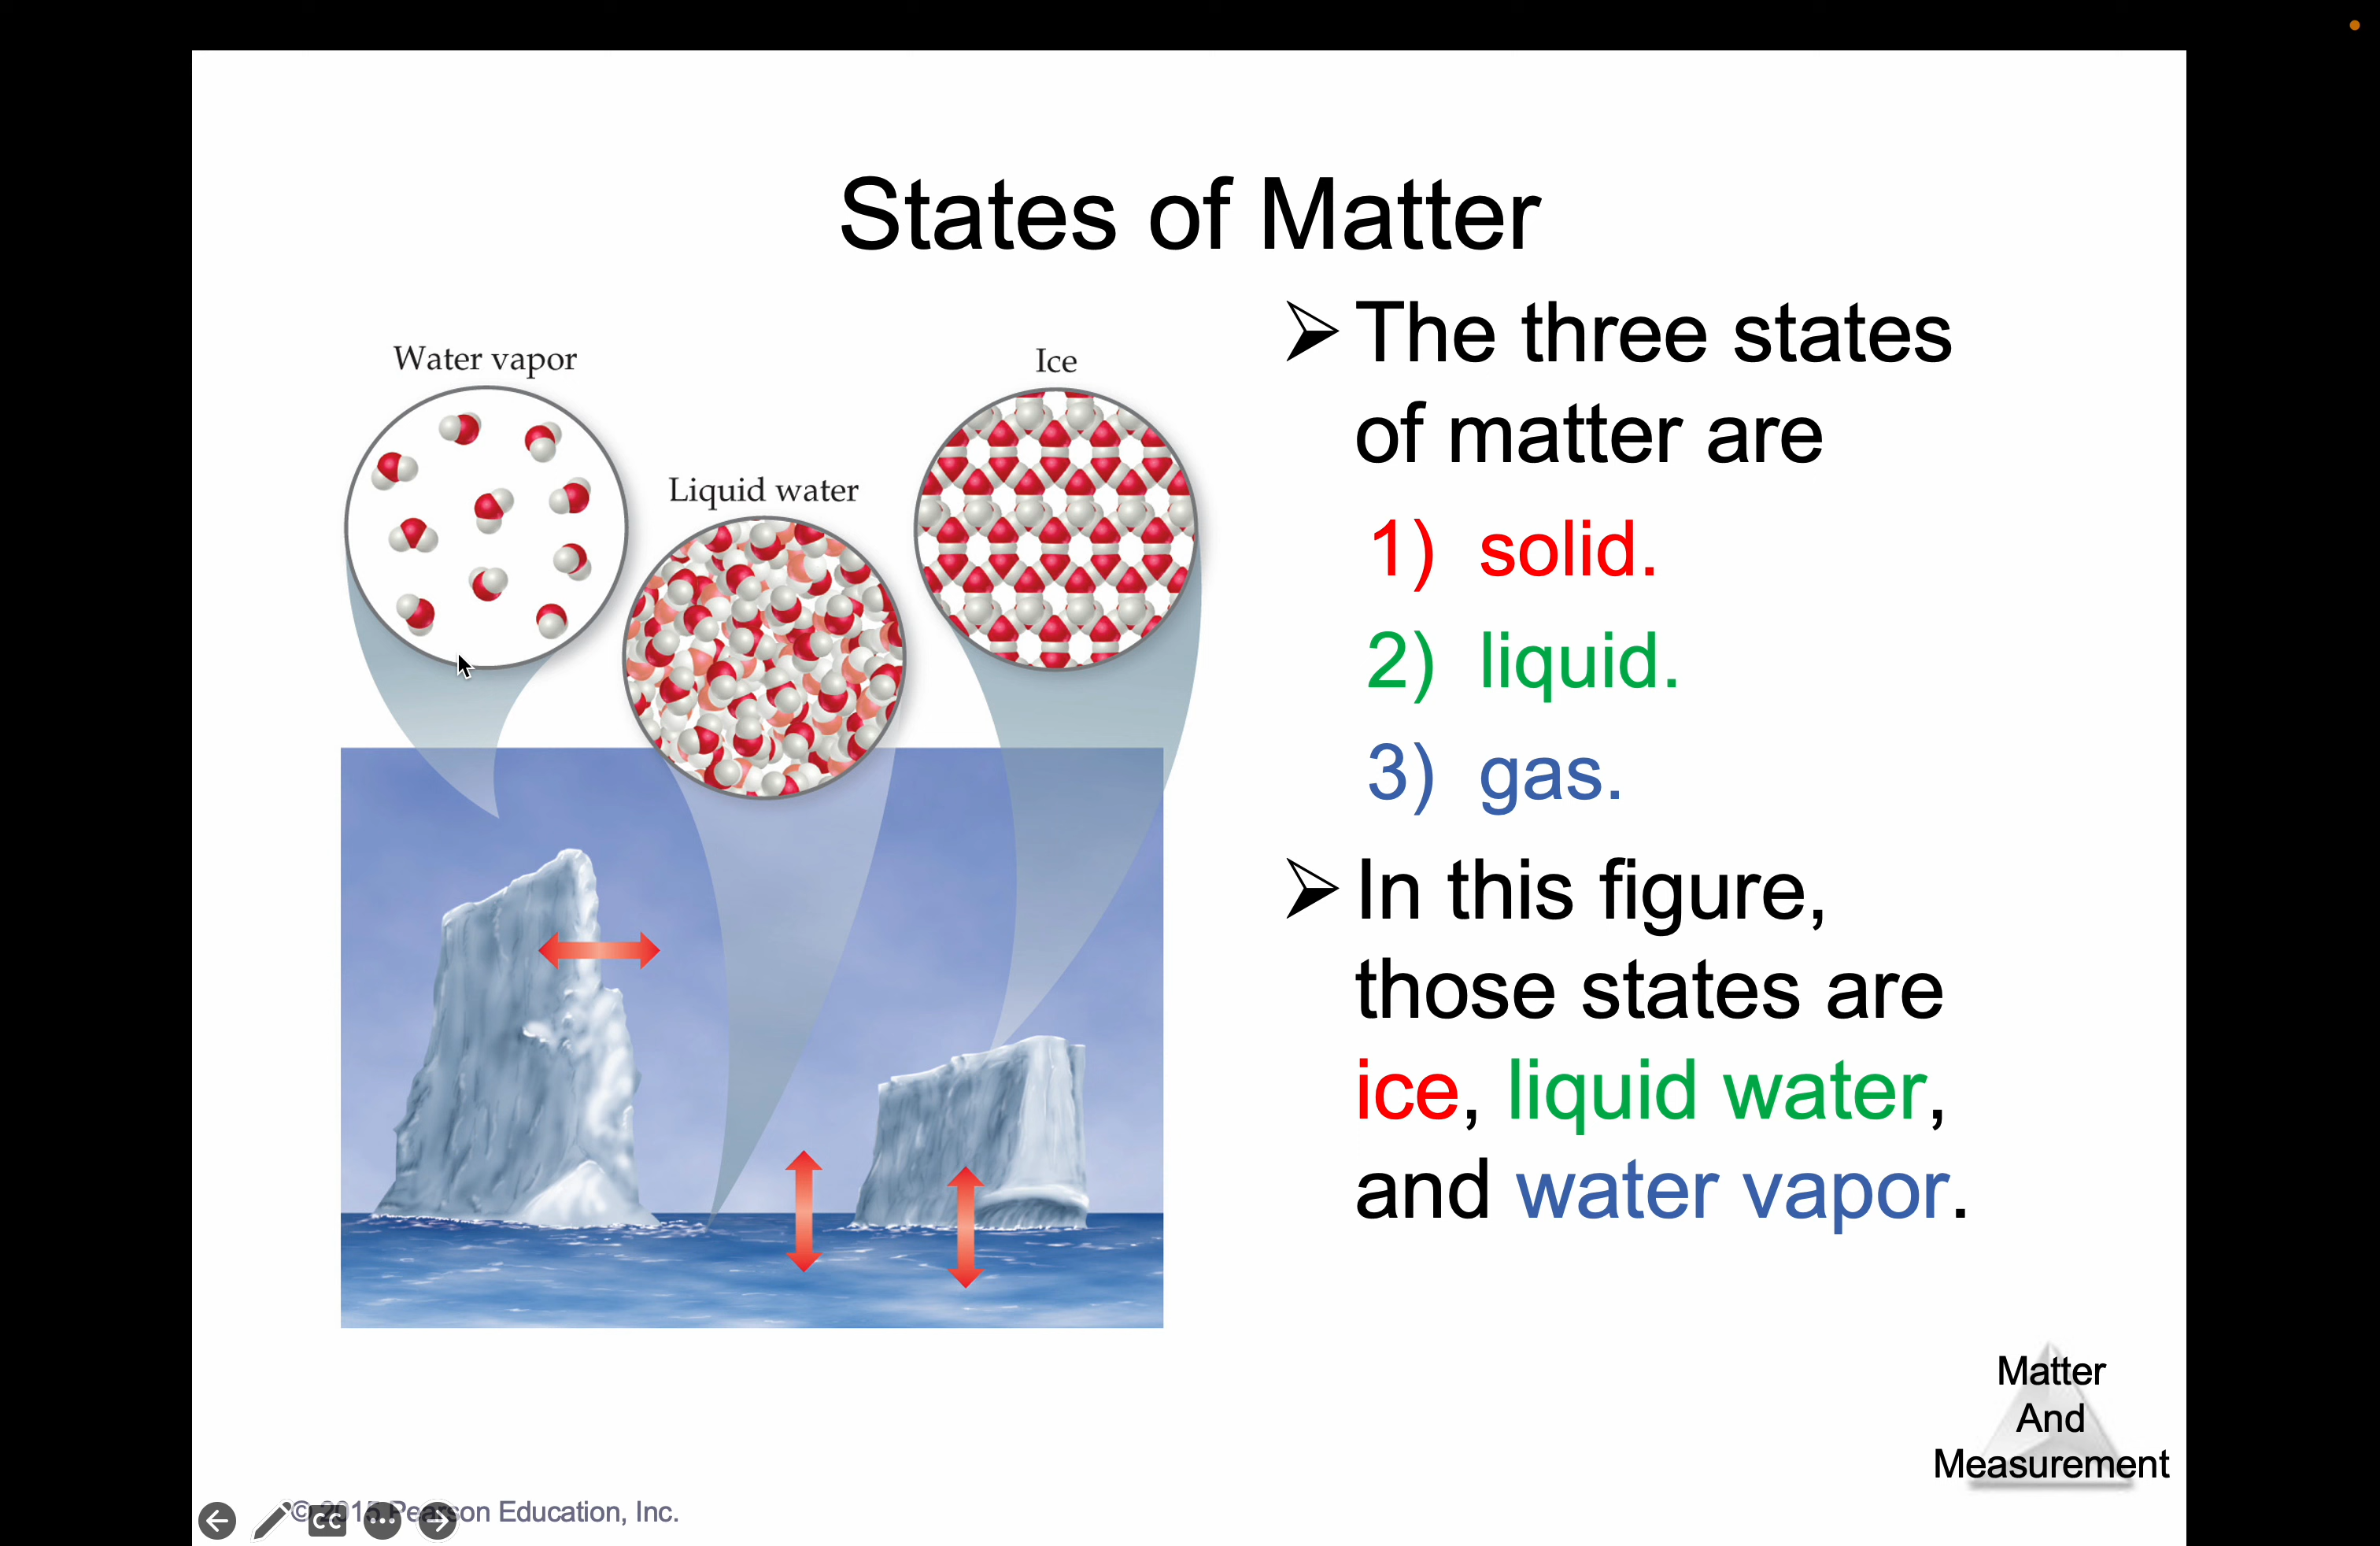 States of Matter
Water vapor
Liquid water
Ice
➢ The three states
of matter are
1) solid.
2) liquid.
3) gas.
➢ In this figure,
those states are
ice, liquid water,
and water vapor.
Matter
And
Measurement
© 2015 Pearson Education, Inc.
CC